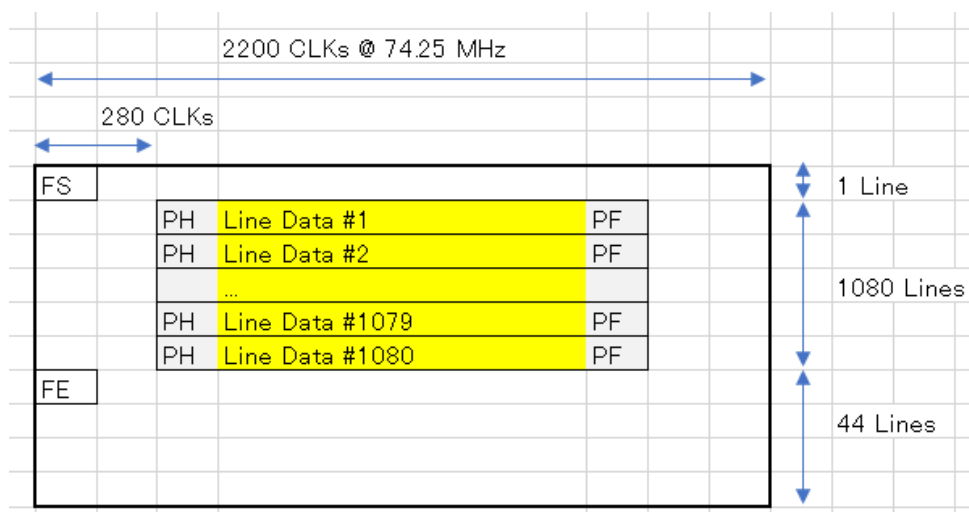 2200 CLKs @ 74.25 MHz
280 CLKs
FS
1 Line
PH Line Data #1 PF
PH Line Data #2 PF
...
1080 Lines
PH Line Data #1079 PF
PH Line Data #1080 PF
FE
44 Lines